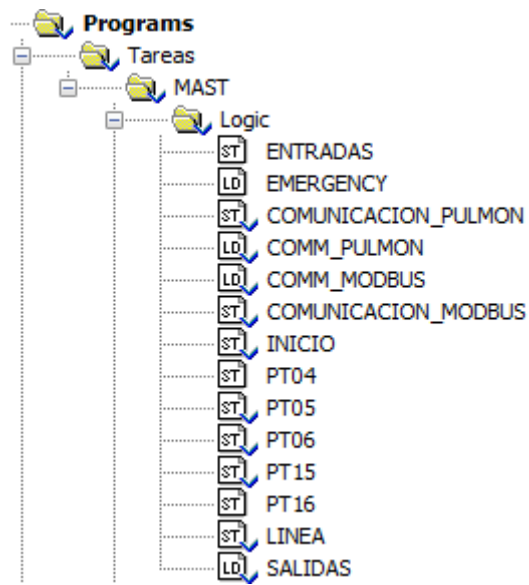 Programs
Tareas
MAST
Logic
ST ENTRADAS
LD EMERGENCY
ST COMUNICACION_PULMON
LD COMM_PULMON
LD COMM_MODBUS
ST COMUNICACION_MODBUS
ST INICIO
ST PT04
ST PT05
ST PT06
ST PT15
ST PT16
ST LINEA
LD SALIDAS